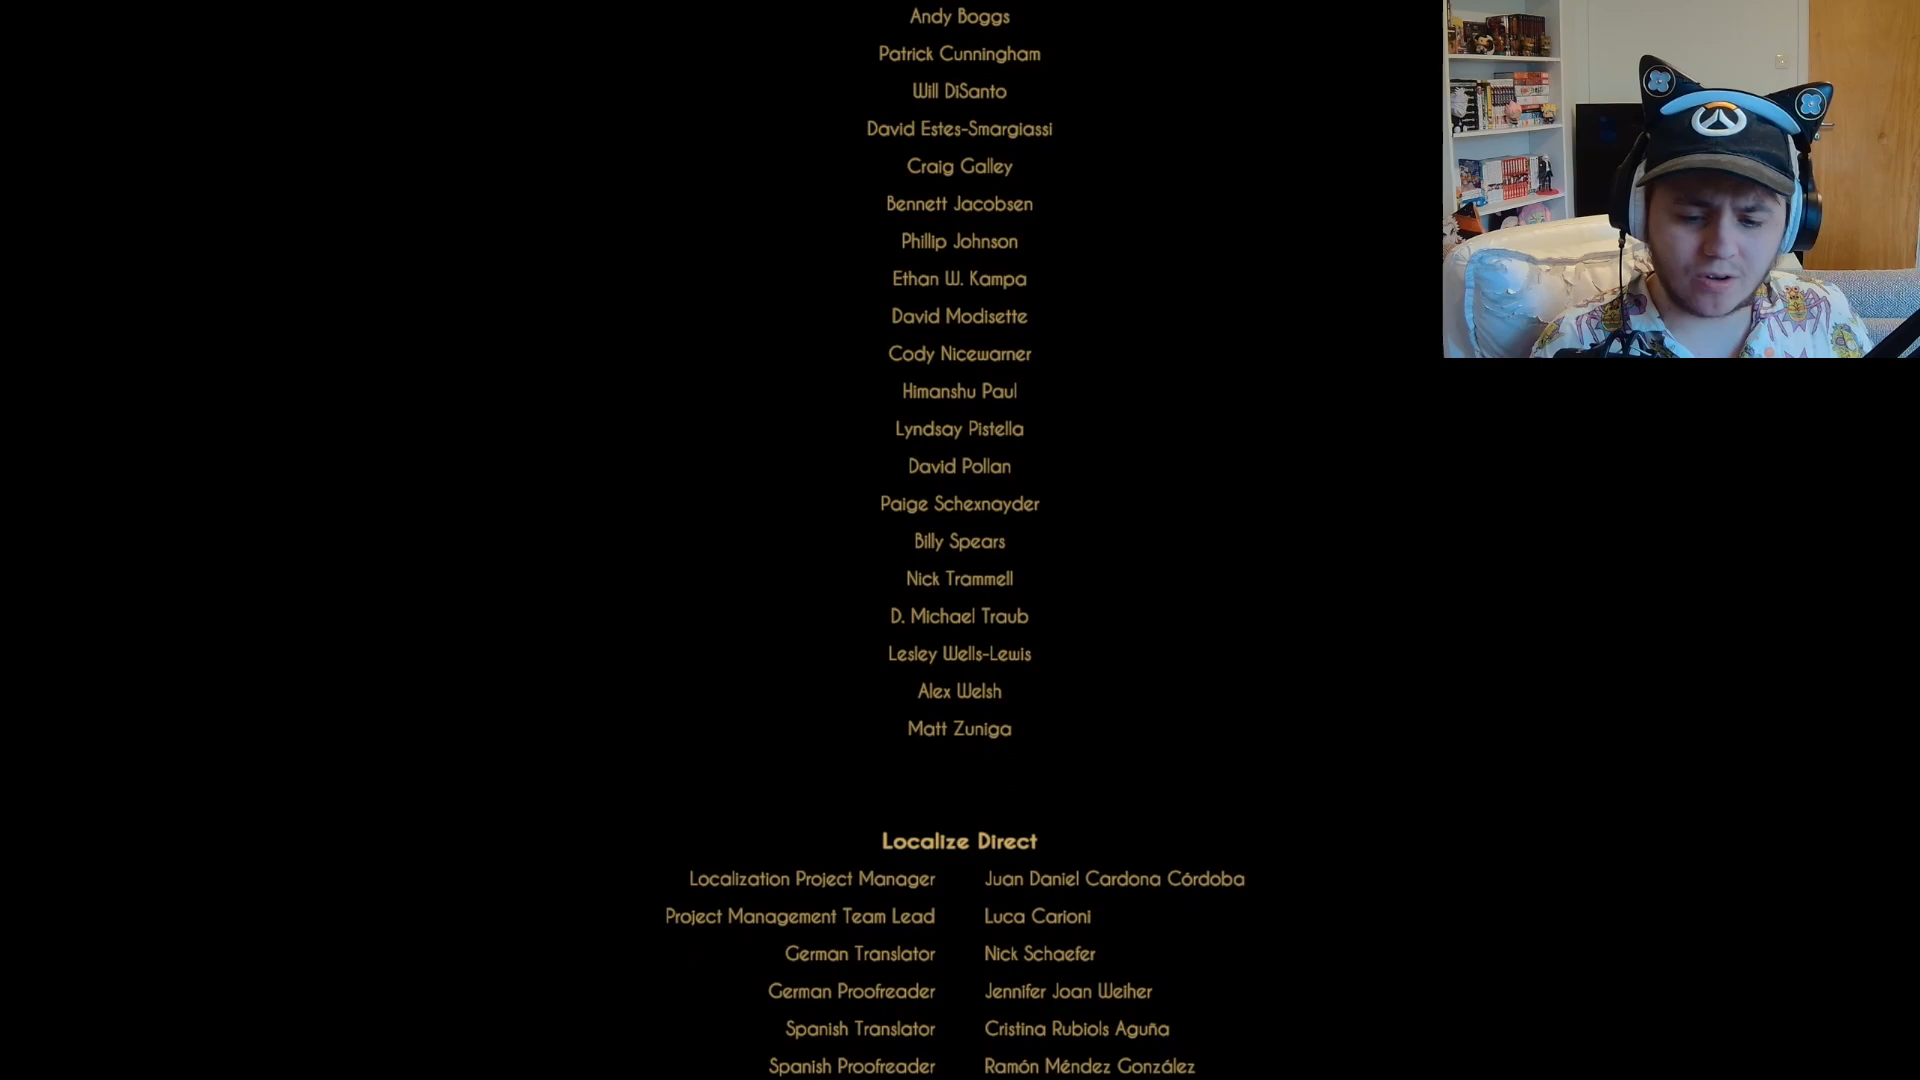 Andy Boggs
Patrick Cunningham
Will DiSanto
David Estes-Smargiassi
Craig Galley
Bennett Jacobsen
Phillip Johnson
Ethan W. Kampa
David Modisette
Cody Nicewarner
Himanshu Paul
Lyndsay Pistella
David Pollan
Paige Schexnayder
Billy Spears
Nick Trammell
D. Michael Traub
Lesley Wells-Lewis
Alex Welsh
Matt Zuniga
Localize Direct
Localization Project Manager Juan Daniel Cardona Córdoba
Project Management Team Lead Luca Carioni
German Translator Nick Schaefer
German Proofreader Jennifer Joan Weiher
Spanish Translator Cristina Rubiols Aguña
Spanish Proofreader Ramón Méndez González